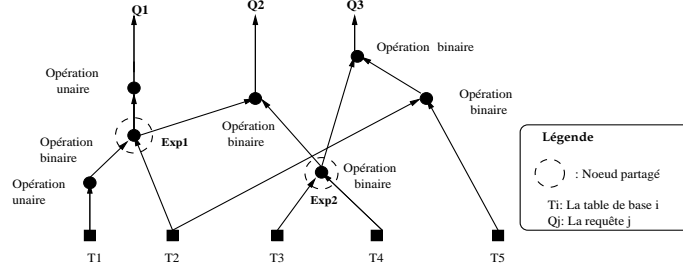 Q1 Q2 Q3
Opération binaire
Opération
unaire
Opération
binaire
Opération
binaire
Exp1
Opération
binaire
Opération
binaire
Opération
unaire
Exp2
T1 T2 T3 T4 T5
Légende
: Noeud partagé
Ti: La table de base i
Qj: La requête j